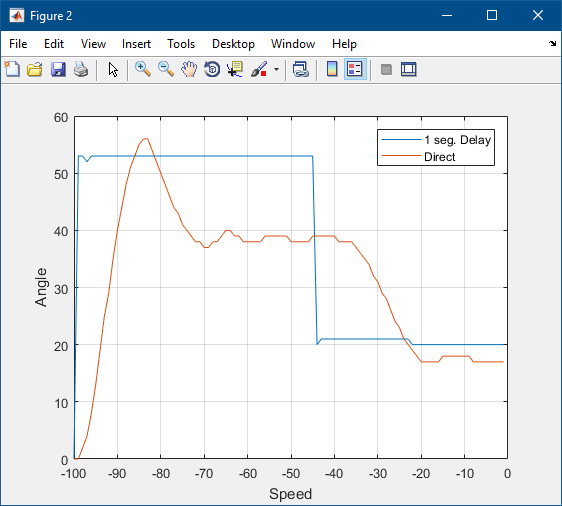 Figure 2
File Edit View Insert Tools Desktop Window Help
60
50
40
30
20
10
0
Angle
1 seg. Delay
Direct
-100 -90 -80 -70 -60 -50 -40 -30 -20 -10 0
Speed